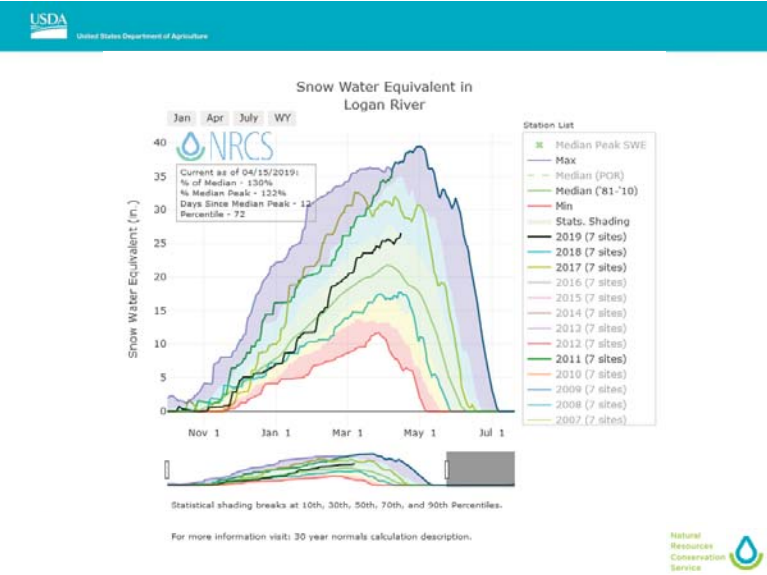 USDA
United States Department of Agriculture
Snow Water Equivalent in
Logan River
Jan Apr July WY
NRCS
Current as of 04/15/2019:
% of Median - 130%
% Median Peak - 122%
Days Since Median Peak - 12
Percentile - 72
Snow Water Equivalent (in.)
40
35
30
25
20
15
10
5
0
Nov 1 Jan 1 Mar 1 May 1 Jul 1
Station List
Median Peak SWE
Max
Median (POR)
Median ('81-'10)
Min
Stats. Shading
2019 (7 sites)
2018 (7 sites)
2017 (7 sites)
2016 (7 sites)
2015 (7 sites)
2014 (7 sites)
2013 (7 sites)
2012 (7 sites)
2011 (7 sites)
2010 (7 sites)
2009 (7 sites)
2008 (7 sites)
2007 (7 sites)
Statistical shading breaks at 10th, 30th, 50th, 70th, and 90th Percentiles.
For more information visit: 30 year normals calculation description.
Natural
Resources
Conservation
Service